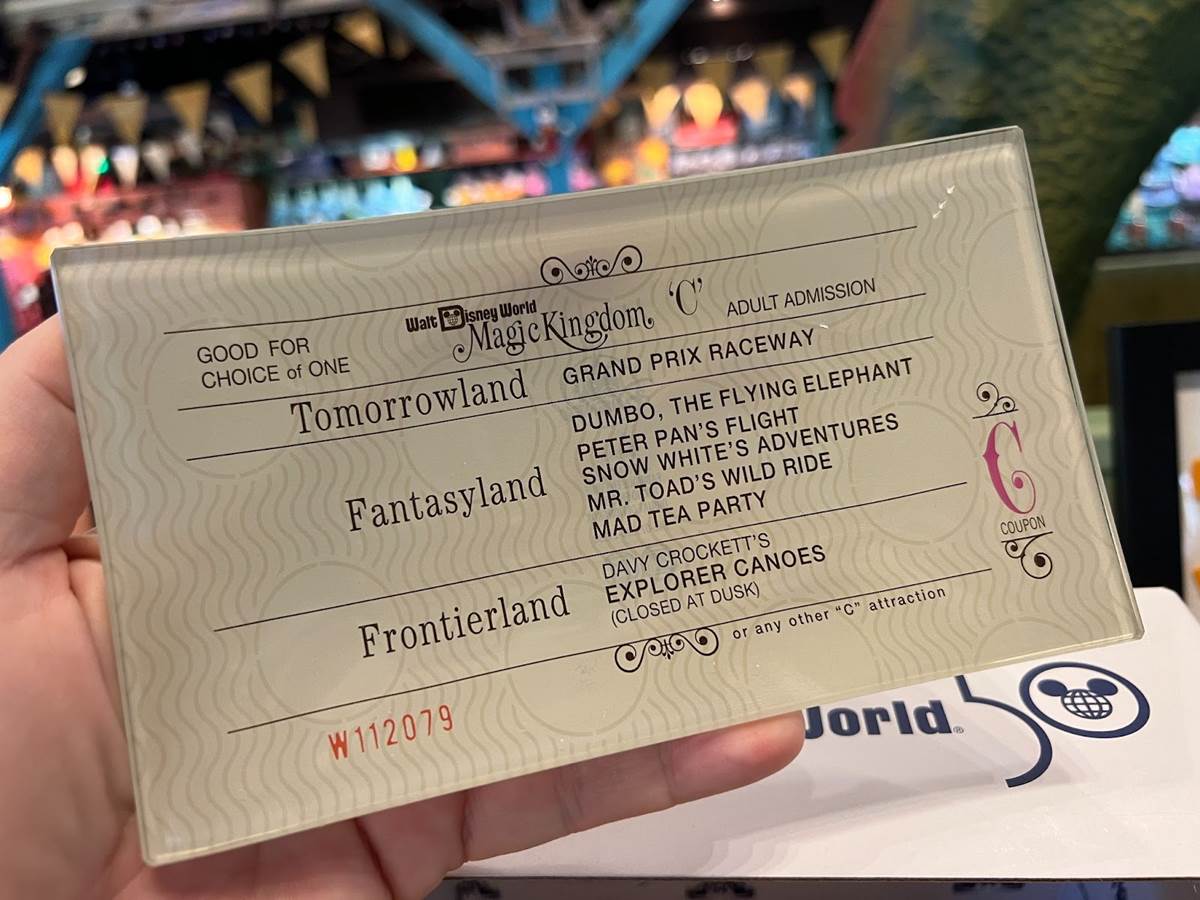 Walt Disney World
GOOD FOR
CHOICE of ONE
Magic Kingdom 'C'
ADULT ADMISSION
Tomorrowland
GRAND PRIX RACEWAY
Fantasyland
DUMBO, THE FLYING ELEPHANT
PETER PAN'S FLIGHT
SNOW WHITE'S ADVENTURES
MR. TOAD'S WILD RIDE
MAD TEA PARTY
Frontierland
DAVY CROCKETT'S
EXPLORER CANOES
(CLOSED AT DUSK)
or any other "C" attraction
C
COUPON
W112079
World® 50